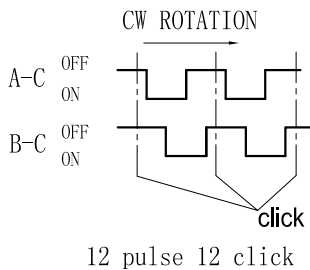 CW ROTATION
A-C OFF
ON
B-C OFF
ON
click
12 pulse 12 click